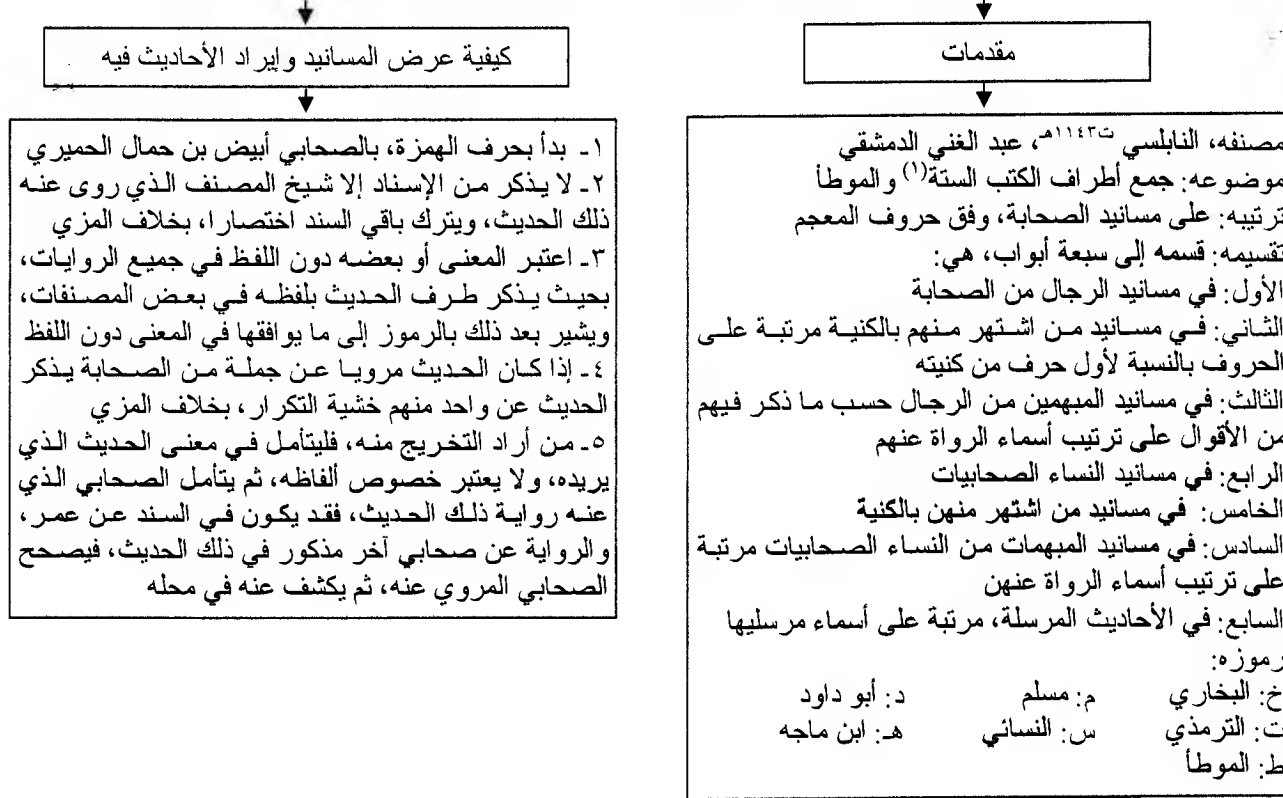 مقدمات
مصنفه، النابلسي ت١١٤٣هـ، عبد الغني الدمشقي
موضوعه: جمع أطراف الكتب الستة(١) والموطأ
ترتيبه: على مسانيد الصحابة، وفق حروف المعجم
تقسيمه: قسمه إلى سبعة أبواب، هي:
الأول: في مسانيد الرجال من الصحابة
الثاني: في مسانيد من اشتهر منهم بالكنية مرتبة على
الحروف بالنسبة لأول حرف من كنيته
الثالث: في مسانيد المبهمين من الرجال حسب ما ذكر فيهم
من الأقوال على ترتيب أسماء الرواة عنهم
الرابع: في مسانيد النساء الصحابيات
الخامس: في مسانيد من اشتهر منهن بالكنية
السادس: في مسانيد المبهمات من النساء الصحابيات مرتبة
على ترتيب أسماء الرواة عنهن
السابع: في الأحاديث المرسلة، مرتبة على أسماء مرسليها
رموزه:
خ: البخاري م: مسلم د: أبو داود
ت: الترمذي س: النسائي هـ: ابن ماجه
ط: الموطأ
كيفية عرض المسانيد وإيراد الأحاديث فيه
١- بدأ بحرف الهمزة، بالصحابي أبيض بن حمال الحميري
٢- لا يذكر من الإسناد إلا شيخ المصنف الذي روى عنه
ذلك الحديث، ويترك باقي السند اختصارا، بخلاف المزي
٣- اعتبر المعنى أو بعضه دون اللفظ في جميع الروايات،
بحيث يذكر طرف الحديث بلفظه في بعض المصنفات،
ويشير بعد ذلك بالرموز إلى ما يوافقها في المعنى دون اللفظ
٤- إذا كان الحديث مرويا عن جملة من الصحابة يذكر
الحديث عن واحد منهم خشية التكرار، بخلاف المزي
٥- من أراد التخريج منه، فليتأمل في معنى الحديث الذي
يريده، ولا يعتبر خصوص ألفاظه، ثم يتأمل الصحابي الذي
عنه رواية ذلك الحديث، فقد يكون في السند عن عمر،
والرواية عن صحابي آخر مذكور في ذلك الحديث، فيصحح
الصحابي المروي عنه، ثم يكشف عنه في محله